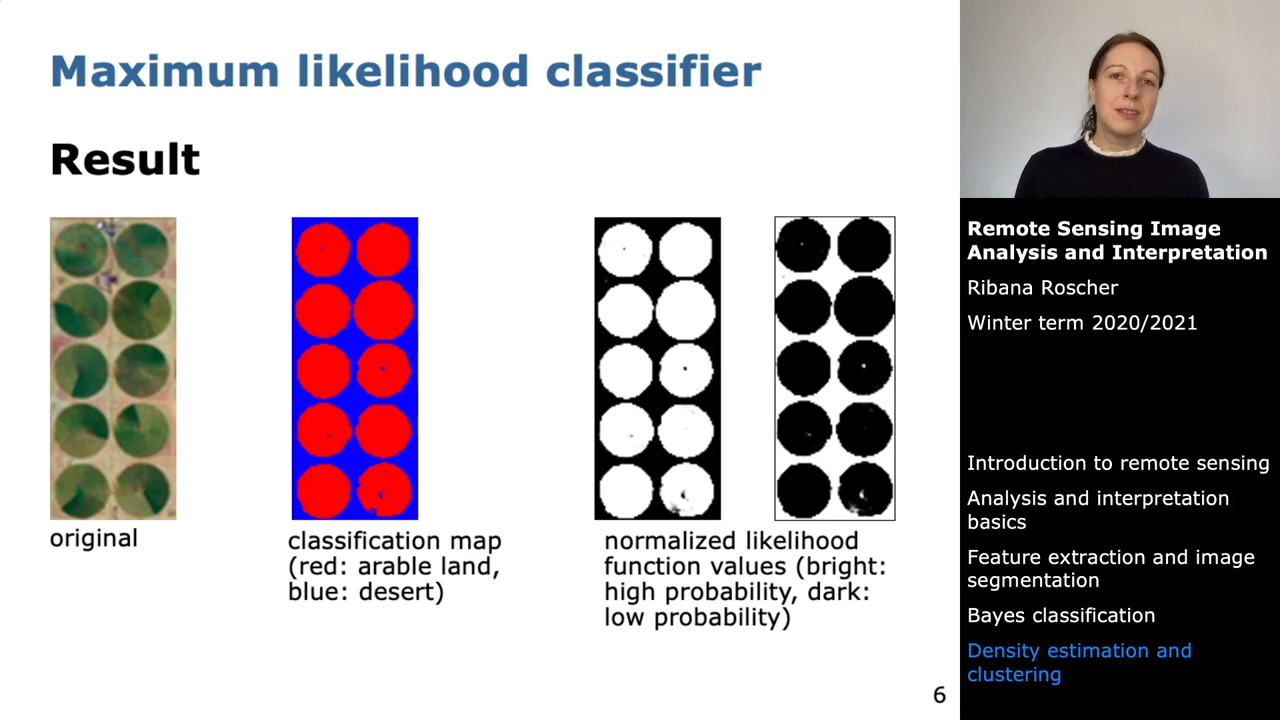 Maximum likelihood classifier
Result
original
classification map
(red: arable land,
blue: desert)
normalized likelihood
function values (bright:
high probability, dark:
low probability)
6
Remote Sensing Image
Analysis and Interpretation
Ribana Roscher
Winter term 2020/2021
Introduction to remote sensing
Analysis and interpretation
basics
Feature extraction and image
segmentation
Bayes classification
Density estimation and
clustering